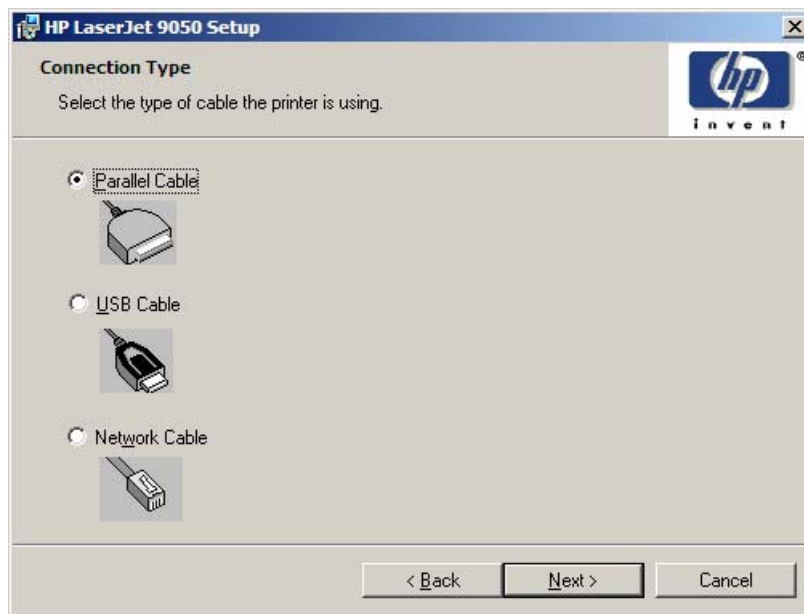 HP LaserJet 9050 Setup
Connection Type
Select the type of cable the printer is using.
hp
®
invent
Parallel Cable
USB Cable
Network Cable
< Back
Next >
Cancel